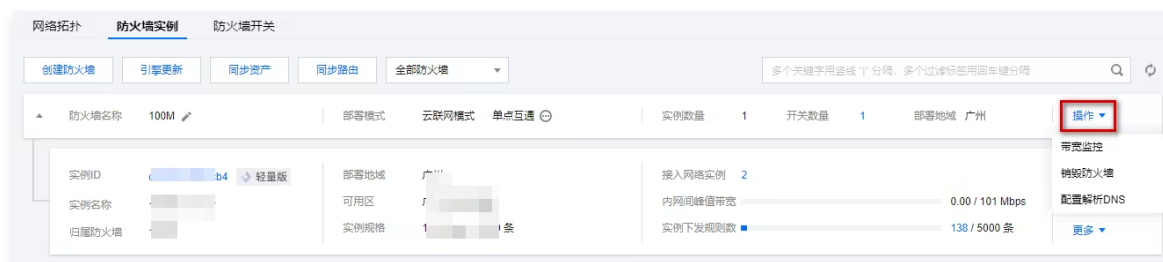 网络拓扑 防火墙实例 防火墙开关
创建防火墙 引擎更新 同步资产 同步路由 全部防火墙 多个关键字用竖线 "|" 分隔，多个过滤标签用回车键分隔
防火墙名称 100M 部署模式 云联网模式 单点互通 实例数量 1 开关数量 1 部署地域 广州 操作
带宽监控
销毁防火墙
配置解析DNS
实例ID b4 轻量版 部署地域 接入网络实例 2
实例名称 可用区 内网间峰值带宽 0.00 / 101 Mbps
归属防火墙 实例规格 条 实例下发规则数 138 / 5000 条 更多